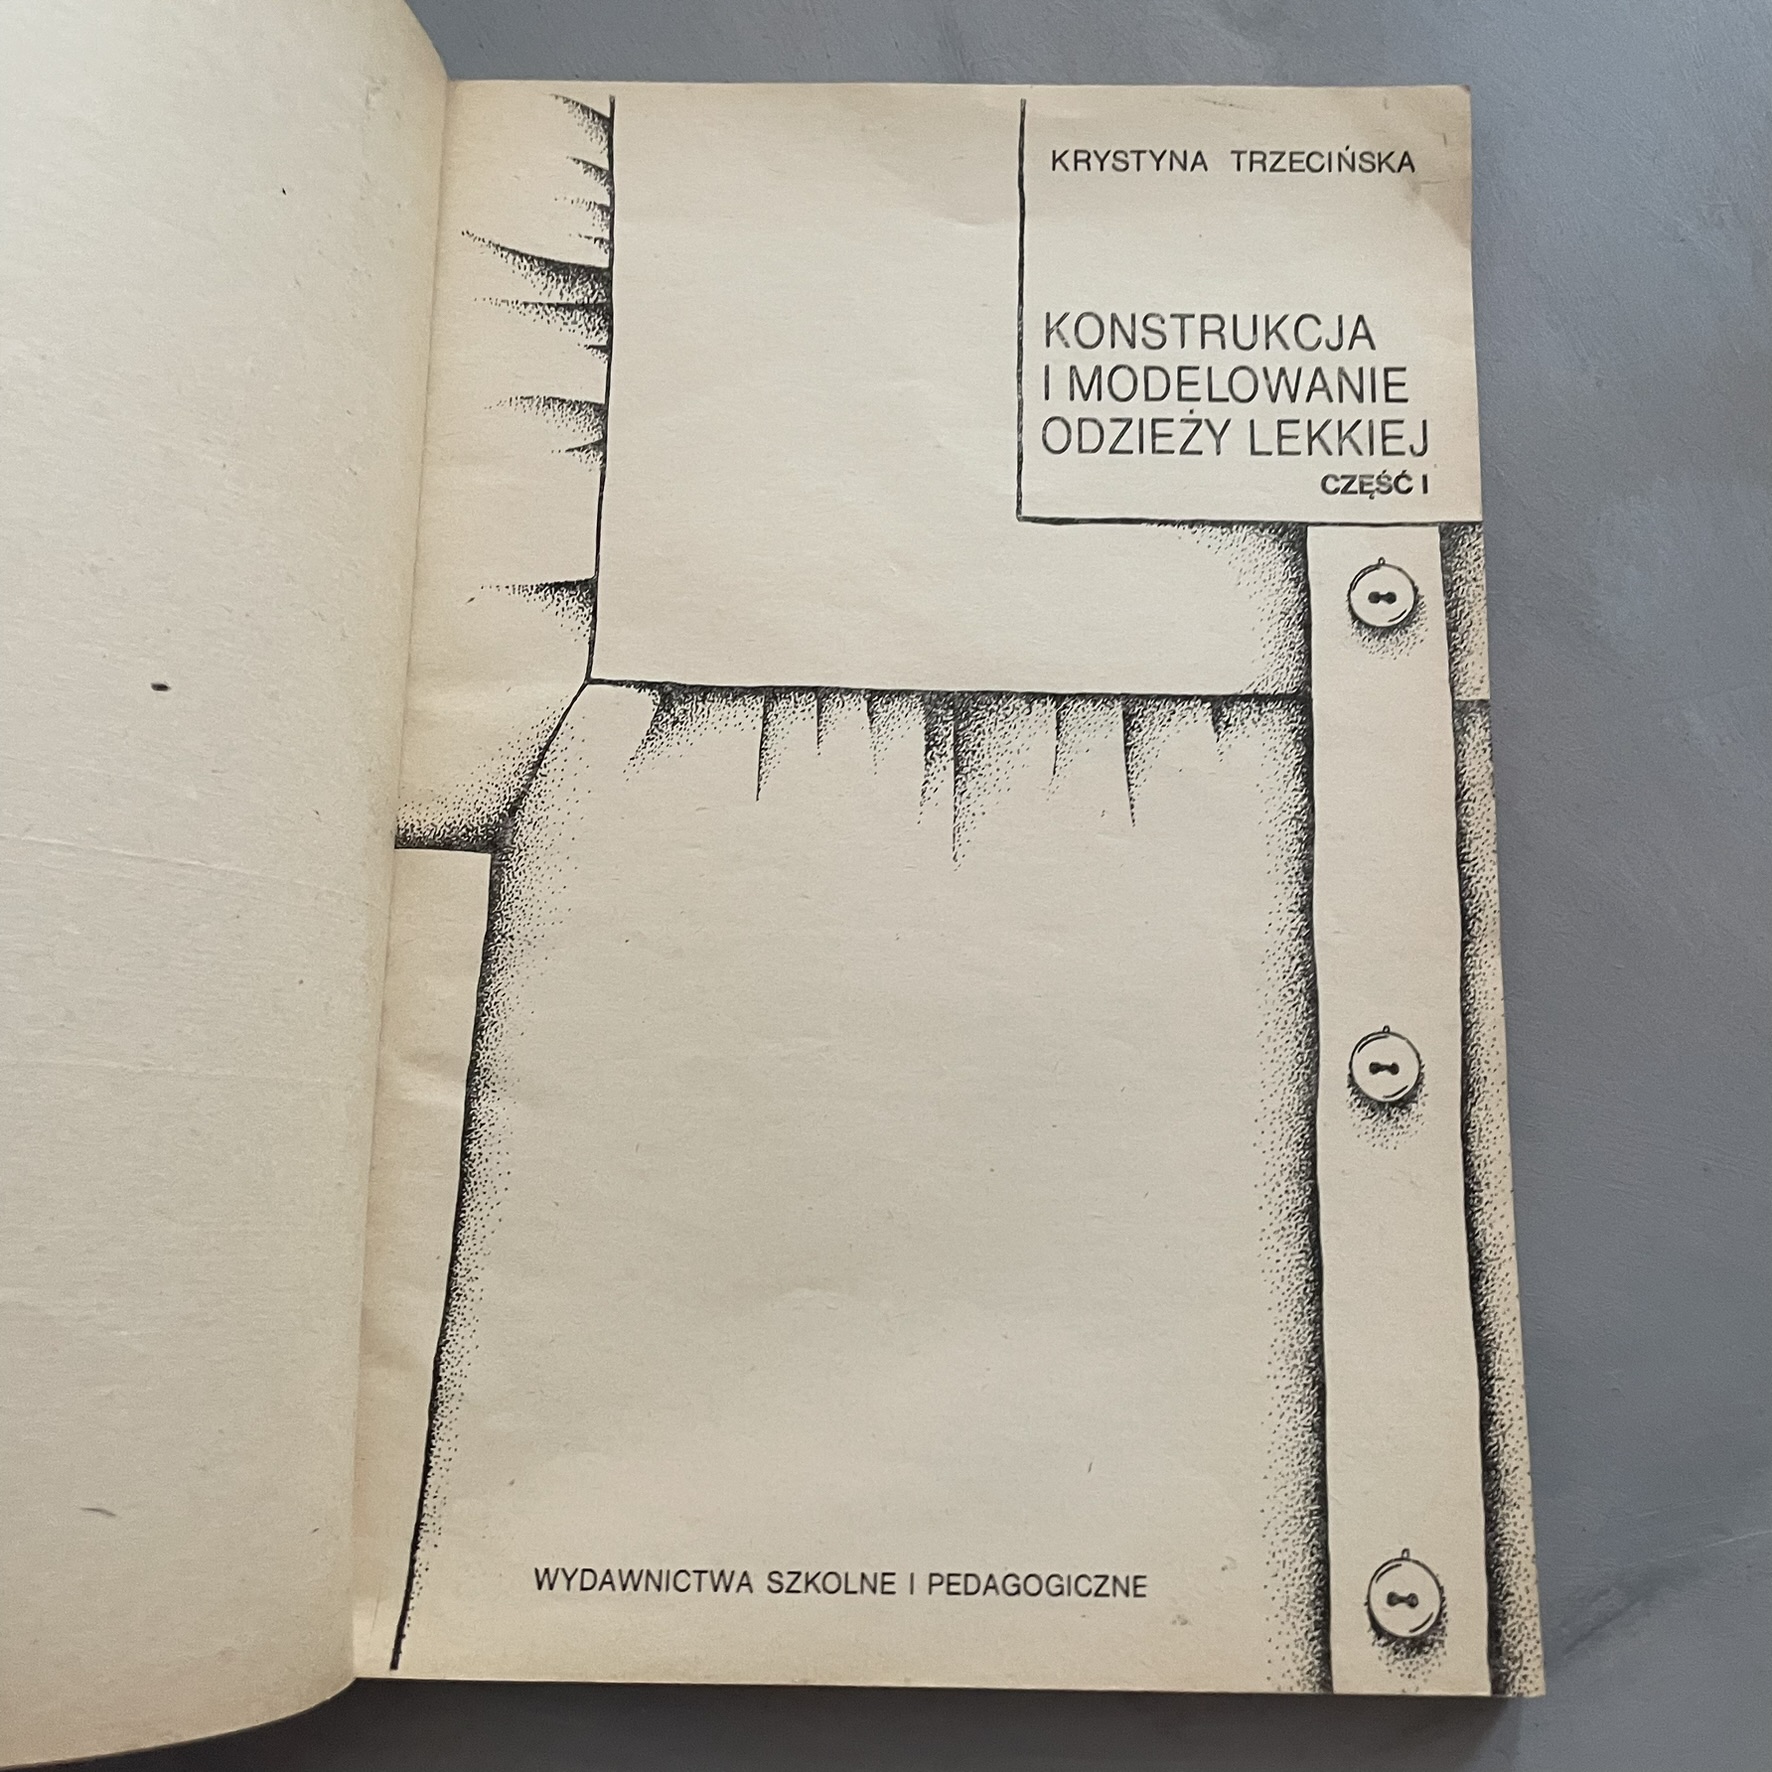 KRYSTYNA TRZECIŃSKA
KONSTRUKCJA
I MODELOWANIE
ODZIEŻY LEKKIEJ
CZĘŚĆ I
WYDAWNICTWA SZKOLNE I PEDAGOGICZNE